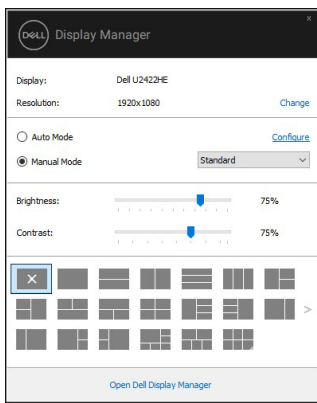 DELL Display Manager
x
Display: Dell U2422HE
Resolution: 1920x1080 Change
Auto Mode Configure
Manual Mode Standard
Brightness: 75%
Contrast: 75%
Open Dell Display Manager